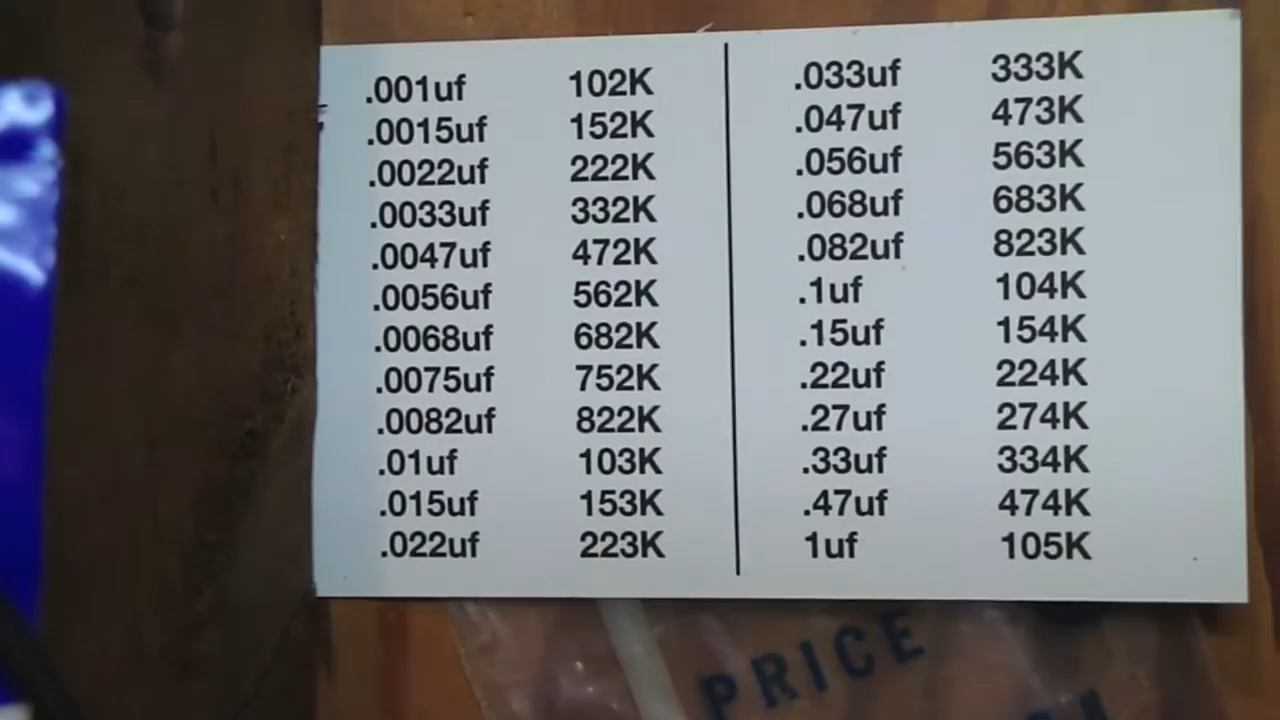 .001uf 102K
.0015uf 152K
.0022uf 222K
.0033uf 332K
.0047uf 472K
.0056uf 562K
.0068uf 682K
.0075uf 752K
.0082uf 822K
.01uf 103K
.015uf 153K
.022uf 223K
.033uf 333K
.047uf 473K
.056uf 563K
.068uf 683K
.082uf 823K
.1uf 104K
.15uf 154K
.22uf 224K
.27uf 274K
.33uf 334K
.47uf 474K
1uf 105K
PRICE